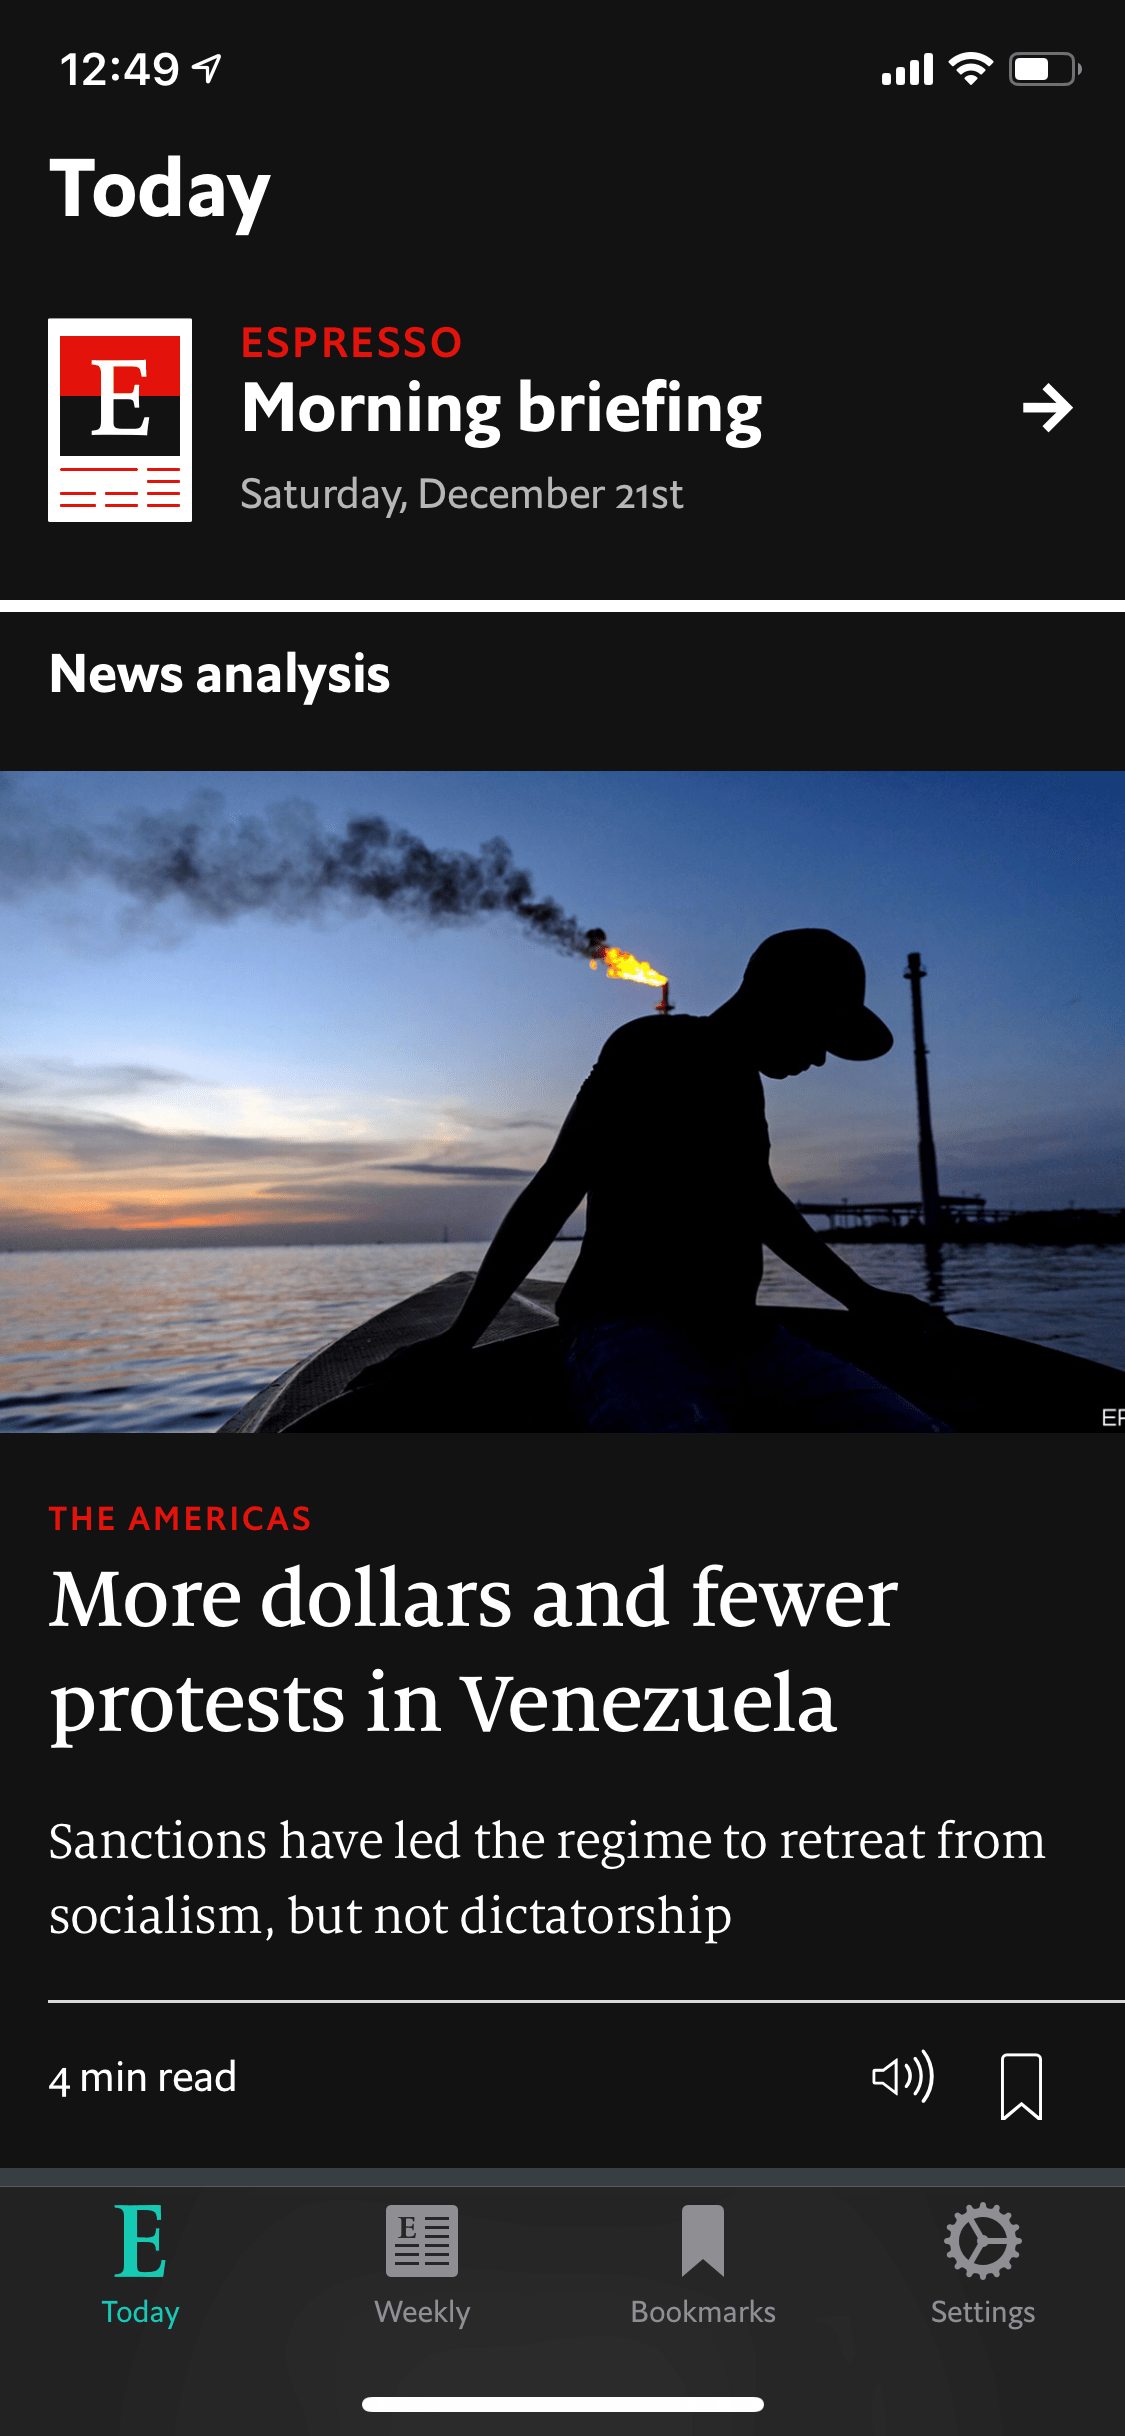 12:49
Today
E
ESPRESSO
Morning briefing
Saturday, December 21st
News analysis
THE AMERICAS
More dollars and fewer
protests in Venezuela
Sanctions have led the regime to retreat from
socialism, but not dictatorship
4 min read
E
E
Today
Weekly
Bookmarks
Settings